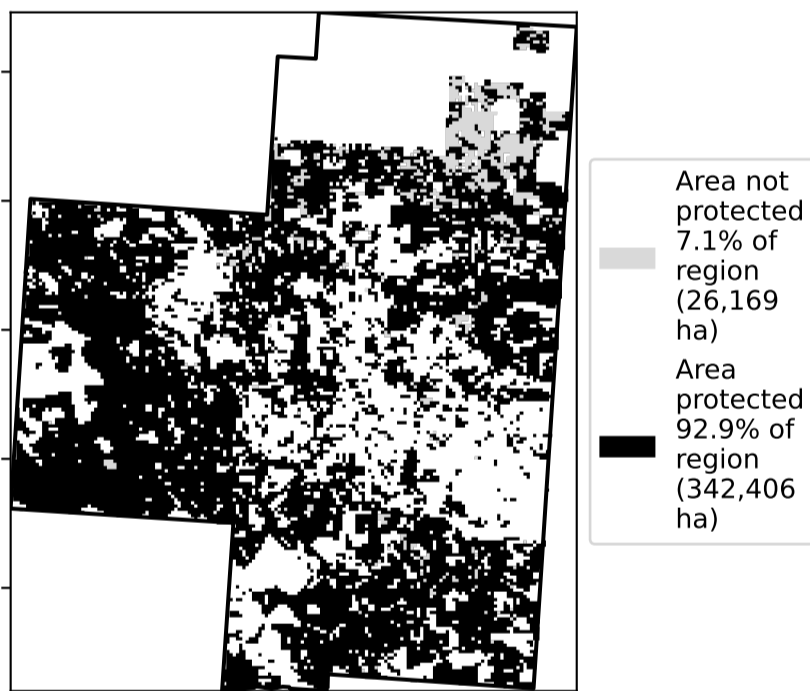 Area not
protected
7.1% of
region
(26,169
ha)
Area
protected
92.9% of
region
(342,406
ha)